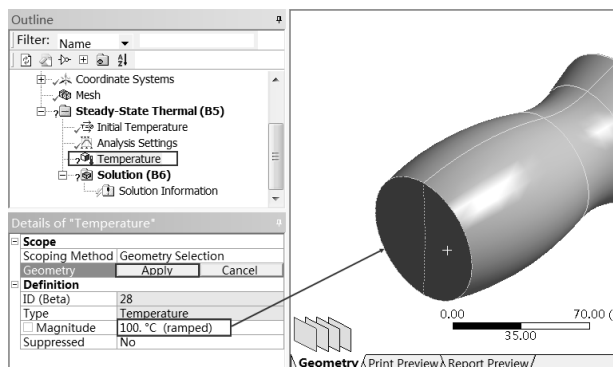 Outline
Filter: Name
Coordinate Systems
Mesh
Steady-State Thermal (B5)
Initial Temperature
Analysis Settings
Temperature
Solution (B6)
Solution Information
Details of "Temperature"
Scope
Scoping Method Geometry Selection
Geometry Apply Cancel
Definition
ID (Beta) 28
Type Temperature
Magnitude 100. °C (ramped)
Suppressed No
0.00 70.00 (
35.00
Geometry Print Preview Report Preview